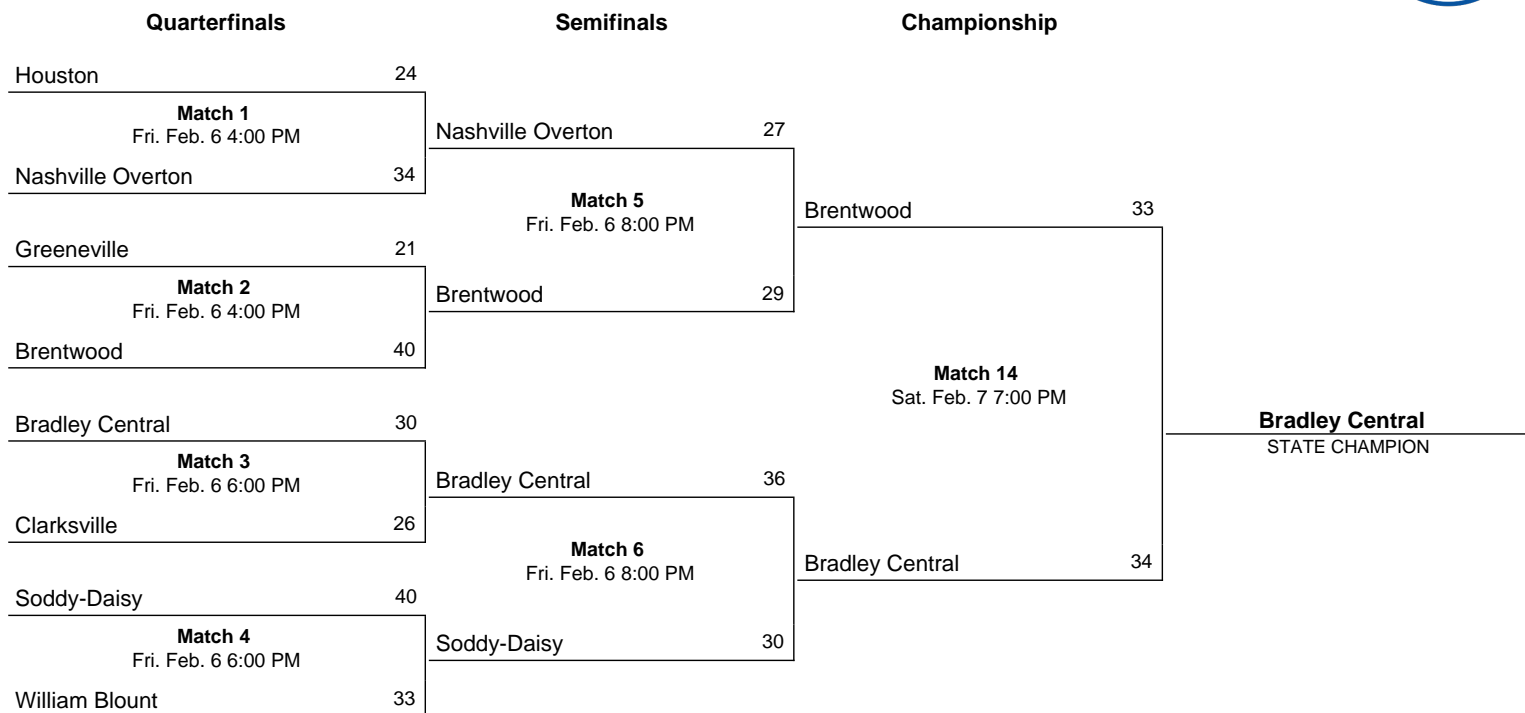 Quarterfinals Semifinals Championship
Houston 24
Match 1
Fri. Feb. 6 4:00 PM
Nashville Overton 27
Nashville Overton 34
Match 5
Fri. Feb. 6 8:00 PM
Brentwood 33
Greeneville 21
Match 2
Fri. Feb. 6 4:00 PM
Brentwood 29
Brentwood 40
Match 14
Sat. Feb. 7 7:00 PM
Bradley Central 30
Bradley Central
STATE CHAMPION
Match 3
Fri. Feb. 6 6:00 PM
Bradley Central 36
Clarksville 26
Match 6
Fri. Feb. 6 8:00 PM
Bradley Central 34
Soddy-Daisy 40
Match 4
Fri. Feb. 6 6:00 PM
Soddy-Daisy 30
William Blount 33